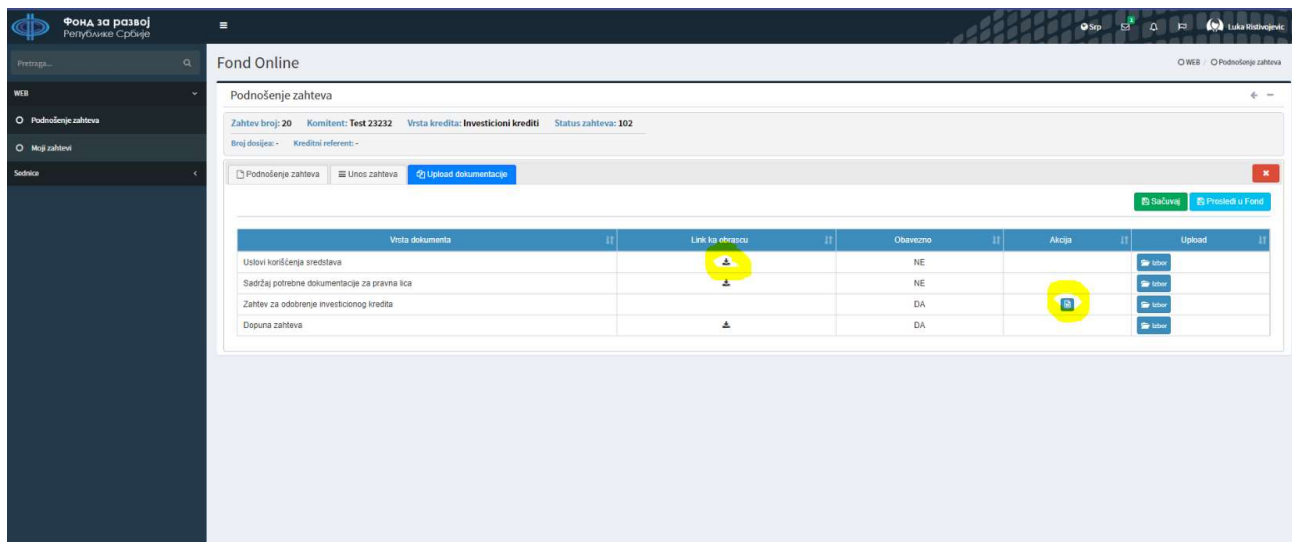 Фонд за развој
Републике Србије
Srp
1
Luka Ristivojevic
Pretraga...
Fond Online
WEB / Podnošenje zahteva
WEB
Podnošenje zahteva
Moji zahtevi
Sednice
Podnošenje zahteva
Zahtev broj: 20 Komitent: Test 23232 Vrsta kredita: Investicioni krediti Status zahteva: 102
Broj dosijea: - Kreditni referent: -
Podnošenje zahteva Unos zahteva Upload dokumentacije
Sačuvaj Prosledi u Fond
Vrsta dokumenta Link ka obrascu Obavezno Akcija Upload
Uslovi korišćenja sredstava NE Izbor
Sadržaj potrebne dokumentacije za pravna lica NE Izbor
Zahtev za odobrenje investicionog kredita DA Izbor
Dopuna zahteva DA Izbor